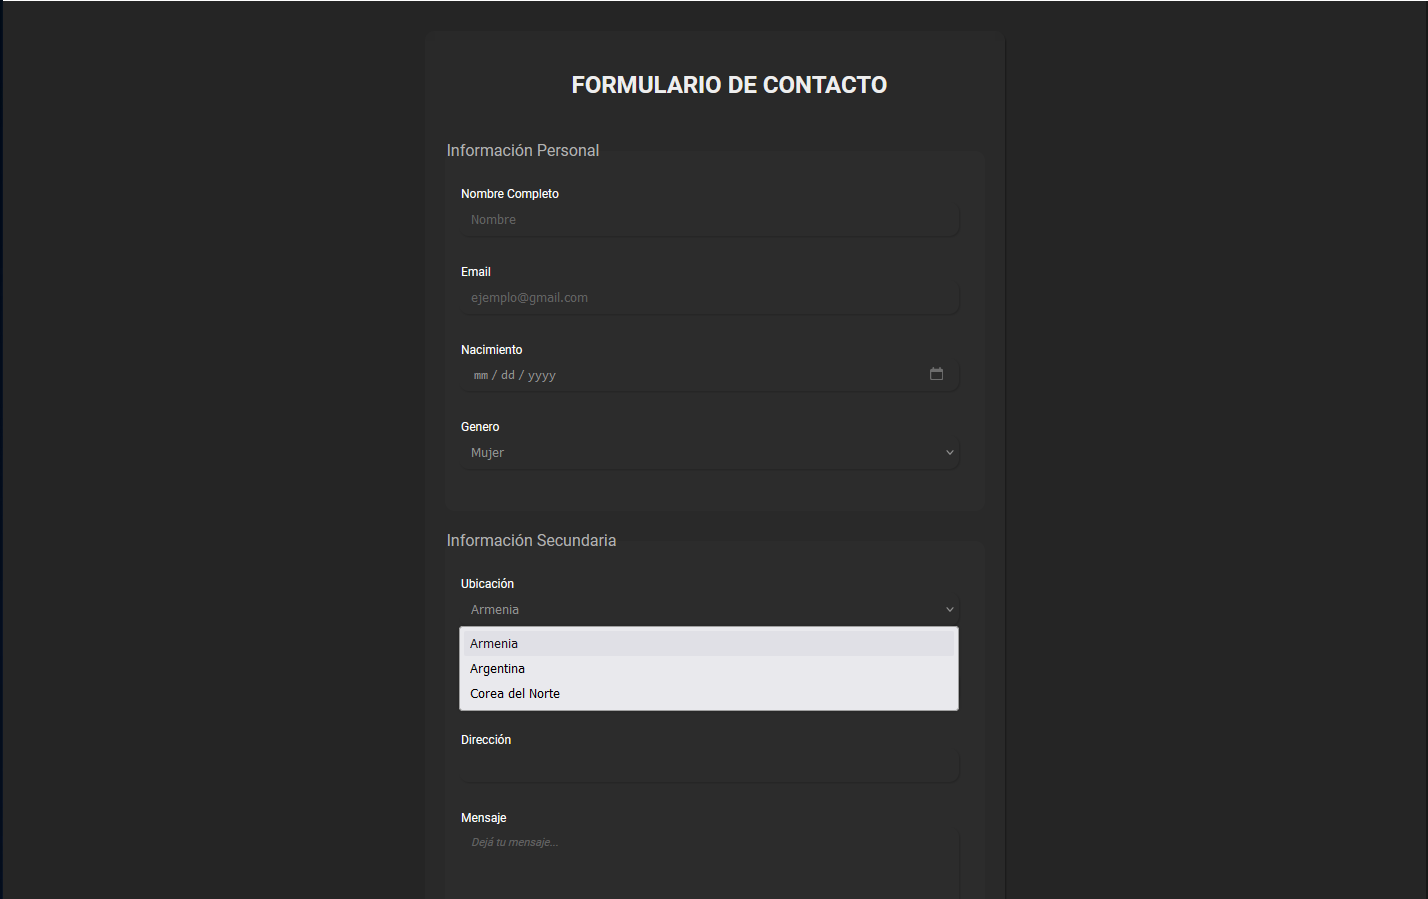 FORMULARIO DE CONTACTO
Información Personal
Nombre Completo
Nombre
Email
ejemplo@gmail.com
Nacimiento
mm / dd / yyyy
Genero
Mujer
Información Secundaria
Ubicación
Armenia
Armenia
Argentina
Corea del Norte
Dirección
Mensaje
Dejá tu mensaje...